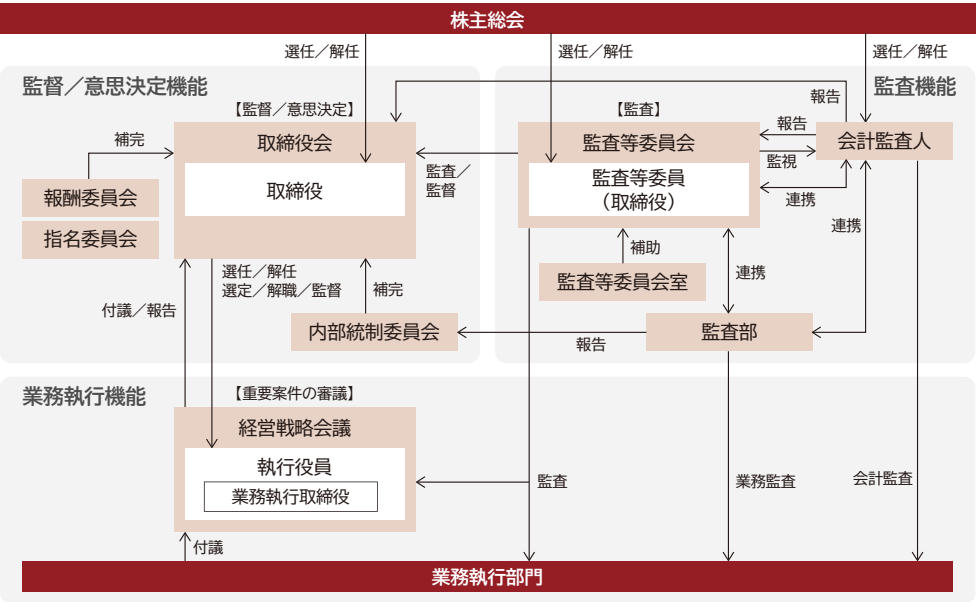 株主総会
選任／解任
選任／解任
選任／解任
監督／意思決定機能
監査機能
【監督／意思決定】
【監査】
報告
取締役会
取締役
監査等委員会
監査等委員
（取締役）
会計監査人
報告
監視
連携
連携
補完
報酬委員会
指名委員会
監査／
監督
補助
監査等委員会室
連携
選任／解任
選定／解職／監督
補完
付議／報告
内部統制委員会
報告
監査部
業務執行機能
【重要案件の審議】
経営戦略会議
執行役員
業務執行取締役
監査
業務監査
会計監査
付議
業務執行部門